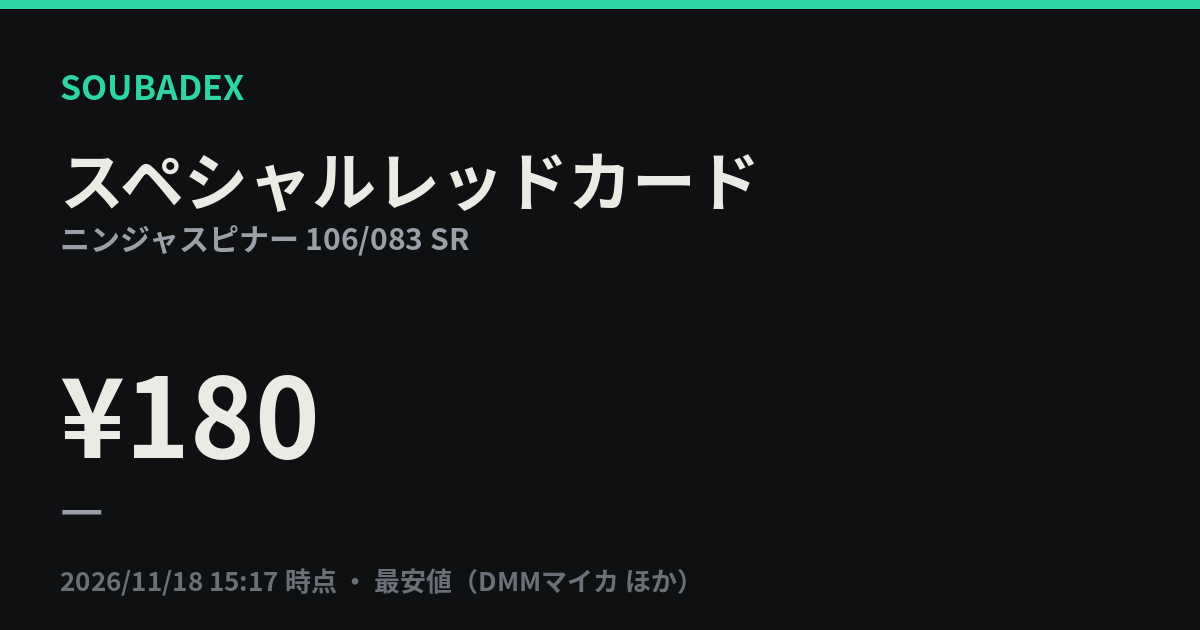 SOUBADEX
スペシャルレッドカード
ニンジャスピナー 106/083 SR
¥180
—
2026/11/18 15:17 時点 ・ 最安値（DMMマイカ ほか）